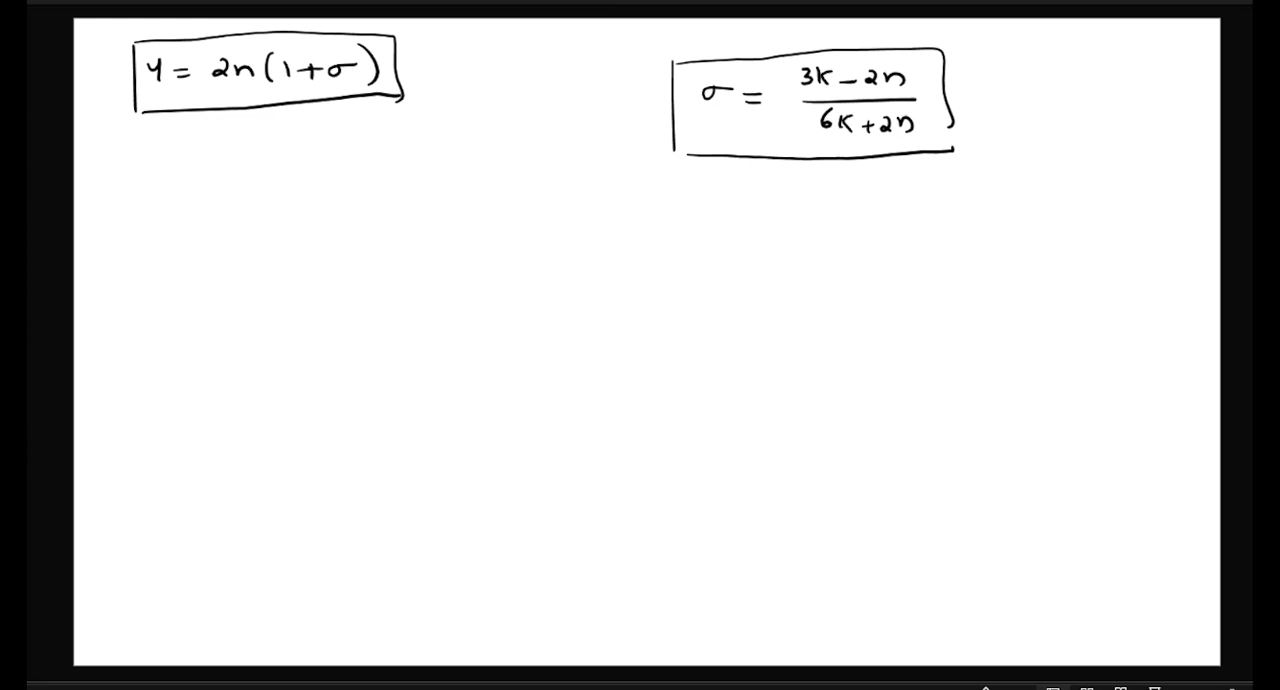 Y = 2n(1+σ)
σ = (3K – 2n)/(6K + 2n)